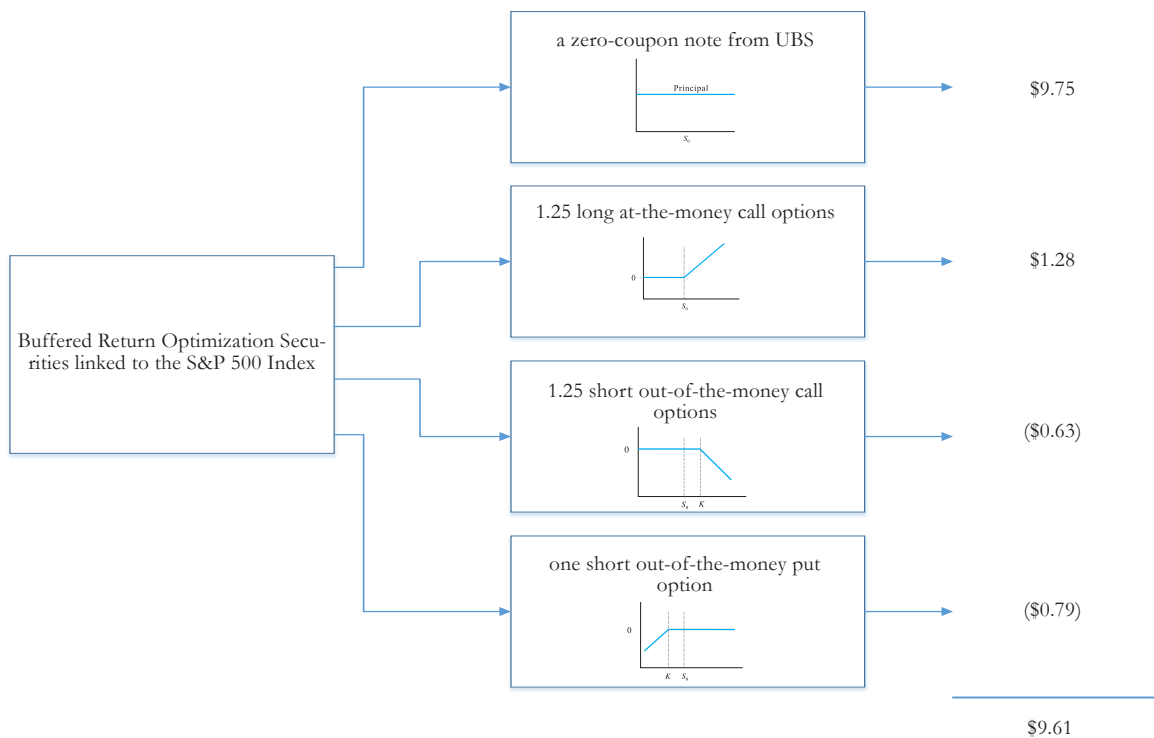 a zero-coupon note from UBS
Principal
S₀
$9.75
1.25 long at-the-money call options
0
S₀
$1.28
Buffered Return Optimization Secu-
rities linked to the S&P 500 Index
1.25 short out-of-the-money call
options
0
S₀ K
($0.63)
one short out-of-the-money put
option
0
K S₀
($0.79)
$9.61